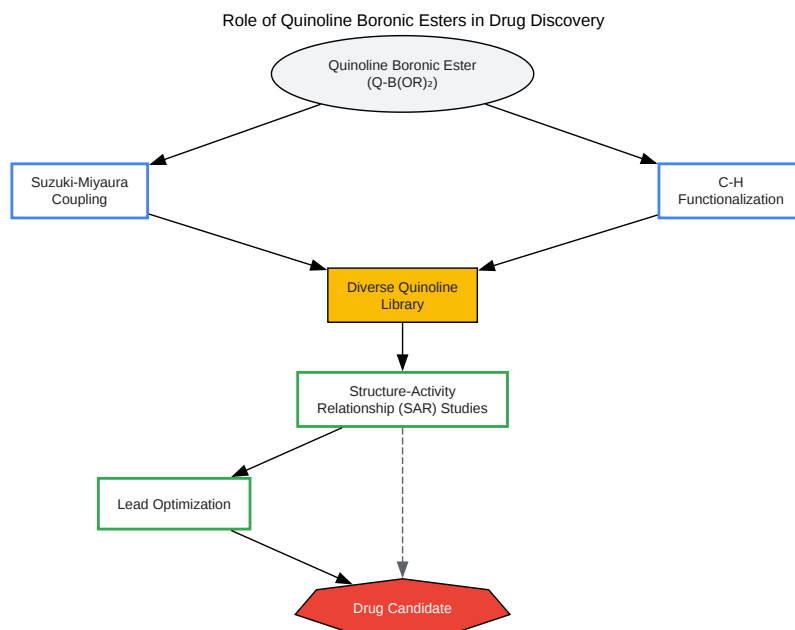 Role of Quinoline Boronic Esters in Drug Discovery
Quinoline Boronic Ester
(Q-B(OR)₂)
Suzuki-Miyaura
Coupling
C-H
Functionalization
Diverse Quinoline
Library
Structure-Activity
Relationship (SAR) Studies
Lead Optimization
Drug Candidate